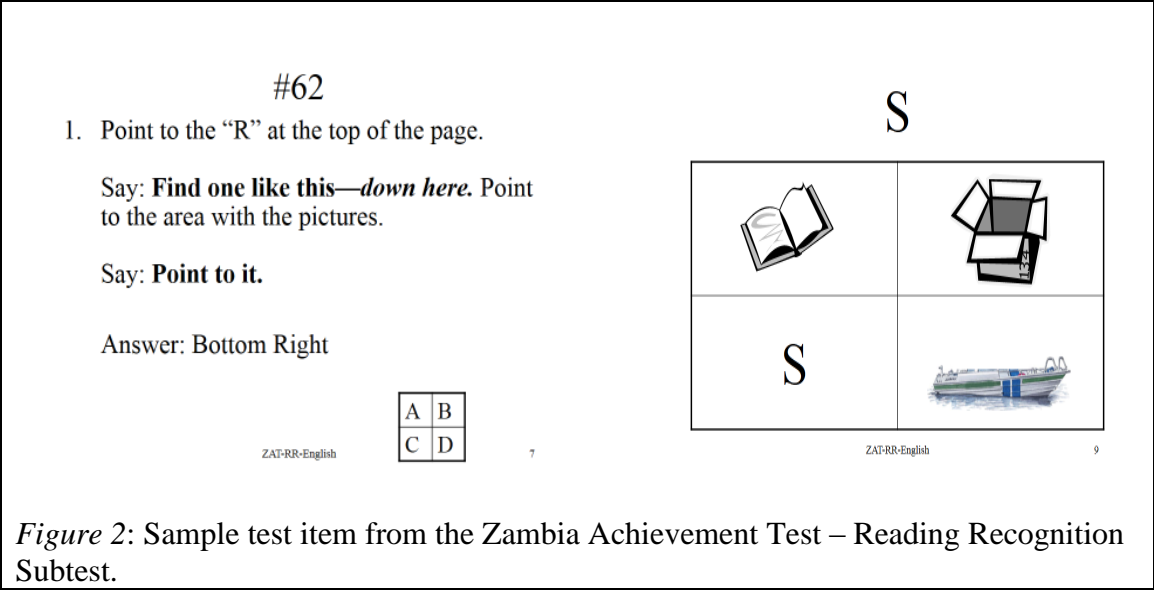 #62
1. Point to the “R” at the top of the page.
Say: Find one like this—down here. Point
to the area with the pictures.
Say: Point to it.
Answer: Bottom Right
A B
C D
ZAT-RR-English 7
S
134
S
ZAT-RR-English 9
Figure 2: Sample test item from the Zambia Achievement Test – Reading Recognition
Subtest.